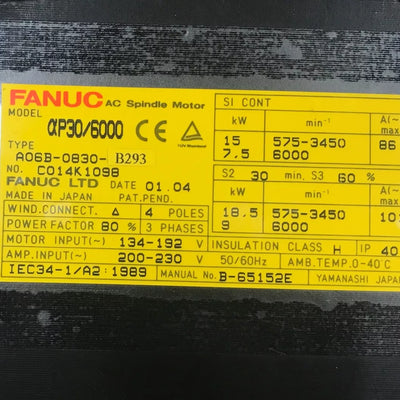 FANUC AC Spindle Motor
MODEL αP30/6000 CE
TYPE A06B-0830-B293
NO. C014K1098
FANUC LTD DATE 01.04
MADE IN JAPAN PAT.PEND.
WIND.CONNECT. △ 4 POLES
POWER FACTOR 80% 3 PHASES
MOTOR INPUT(~) 134-192 V
AMP.INPUT(~) 200-230 V 50/60Hz
IEC34-1/A2:1989
MANUAL No. B-65152E
SI CONT
kW min⁻¹ A(~
15 575-3450 86
7.5 6000
S2 30 min. S3 60 %
kW min⁻¹ A(~
18.5 575-3450 10
9 6000
INSULATION CLASS H IP 40
AMB.TEMP.0-40°C
YAMANASHI JAPA